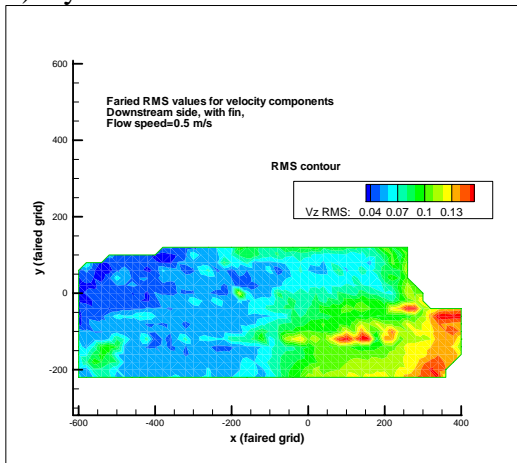 600
Faried RMS values for velocity components
Downstream side, with fin,
Flow speed=0.5 m/s
400
RMS contour
Vz RMS: 0.04 0.07 0.1 0.13
200
y (faired grid)
0
-200
-600 -400 -200 0 200 400
x (faired grid)